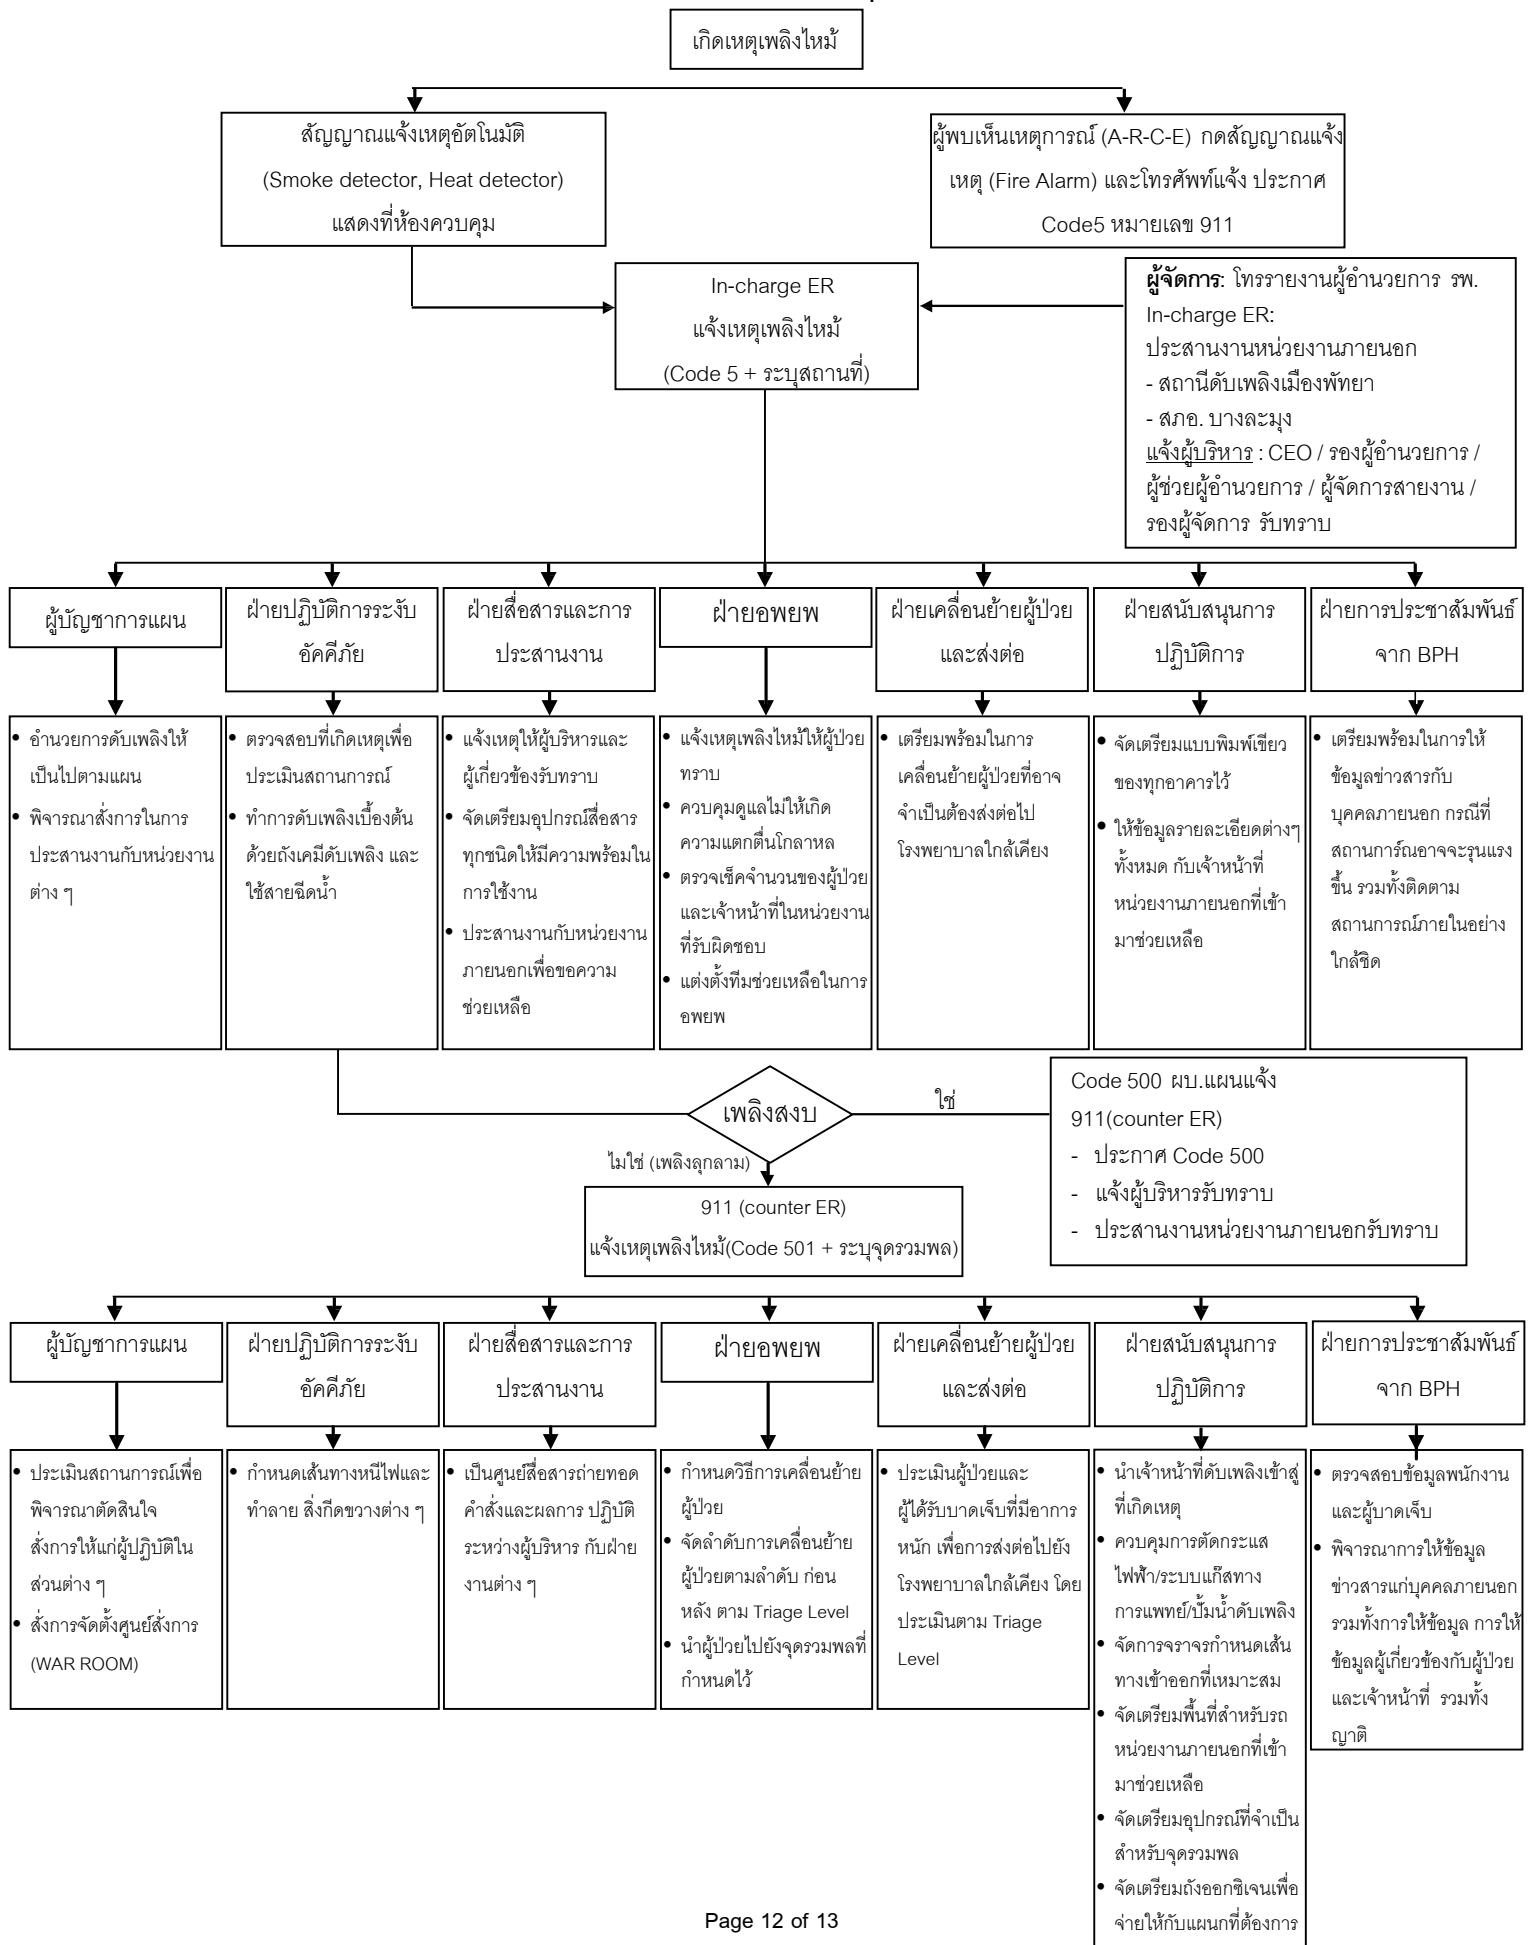 เกิดเหตุเพลิงไหม้
สัญญาณแจ้งเหตุอัตโนมัติ
(Smoke detector, Heat detector)
แสดงที่ห้องควบคุม
ผู้พบเห็นเหตุการณ์ (A-R-C-E) กดสัญญาณแจ้ง
เหตุ (Fire Alarm) และโทรศัพท์แจ้ง ประกาศ
Code5 หมายเลข 911
In-charge ER
แจ้งเหตุเพลิงไหม้
(Code 5 + ระบุสถานที่)
ผู้จัดการ: โทรรายงานผู้อำนวยการ รพ.
In-charge ER:
ประสานงานหน่วยงานภายนอก
- สถานีดับเพลิงเมืองพัทยา
- สภอ. บางละมุง
แจ้งผู้บริหาร : CEO / รองผู้อำนวยการ /
ผู้ช่วยผู้อำนวยการ / ผู้จัดการสายงาน /
รองผู้จัดการ รับทราบ
ผู้บัญชาการแผน
ฝ่ายปฏิบัติการระงับ
อัคคีภัย
ฝ่ายสื่อสารและการ
ประสานงาน
ฝ่ายอพยพ
ฝ่ายเคลื่อนย้ายผู้ป่วย
และส่งต่อ
ฝ่ายสนับสนุนการ
ปฏิบัติการ
ฝ่ายการประชาสัมพันธ์
จาก BPH
• อำนวยการดับเพลิงให้
เป็นไปตามแผน
• พิจารณาสั่งการในการ
ประสานงานกับหน่วยงาน
ต่าง ๆ
• ตรวจสอบที่เกิดเหตุเพื่อ
ประเมินสถานการณ์
• ทำการดับเพลิงเบื้องต้น
ด้วยถังเคมีดับเพลิง และ
ใช้สายฉีดน้ำ
• แจ้งเหตุให้ผู้บริหารและ
ผู้เกี่ยวข้องรับทราบ
• จัดเตรียมอุปกรณ์สื่อสาร
ทุกชนิดให้มีความพร้อมใน
การใช้งาน
• ประสานงานกับหน่วยงาน
ภายนอกเพื่อขอความ
ช่วยเหลือ
• แจ้งเหตุเพลิงไหม้ให้ผู้ป่วย
ทราบ
• ควบคุมดูแลไม่ให้เกิด
ความแตกตื่นโกลาหล
• ตรวจเช็คจำนวนของผู้ป่วย
และเจ้าหน้าที่ในหน่วยงาน
ที่รับผิดชอบ
• แต่งตั้งทีมช่วยเหลือในการ
อพยพ
• เตรียมพร้อมในการ
เคลื่อนย้ายผู้ป่วยที่อาจ
จำเป็นต้องส่งต่อไป
โรงพยาบาลใกล้เคียง
• จัดเตรียมแบบพิมพ์เขียว
ของทุกอาคารไว้
• ให้ข้อมูลรายละเอียดต่างๆ
ทั้งหมด กับเจ้าหน้าที่
หน่วยงานภายนอกที่เข้า
มาช่วยเหลือ
• เตรียมพร้อมในการให้
ข้อมูลข่าวสารกับ
บุคคลภายนอก กรณีที่
สถานการ์ณอาจจะรุนแรง
ขึ้น รวมทั้งติดตาม
สถานการณ์ภายในอย่าง
ใกล้ชิด
เพลิงสงบ
ใช่
Code 500 ผบ.แผนแจ้ง
911(counter ER)
- ประกาศ Code 500
- แจ้งผู้บริหารรับทราบ
- ประสานงานหน่วยงานภายนอกรับทราบ
ไม่ใช่ (เพลิงลุกลาม)
911 (counter ER)
แจ้งเหตุเพลิงไหม้(Code 501 + ระบุจุดรวมพล)
ผู้บัญชาการแผน
ฝ่ายปฏิบัติการระงับ
อัคคีภัย
ฝ่ายสื่อสารและการ
ประสานงาน
ฝ่ายอพยพ
ฝ่ายเคลื่อนย้ายผู้ป่วย
และส่งต่อ
ฝ่ายสนับสนุนการ
ปฏิบัติการ
ฝ่ายการประชาสัมพันธ์
จาก BPH
• ประเมินสถานการณ์เพื่อ
พิจารณาตัดสินใจ
สั่งการให้แก่ผู้ปฏิบัติใน
ส่วนต่าง ๆ
• สั่งการจัดตั้งศูนย์สั่งการ
(WAR ROOM)
• กำหนดเส้นทางหนีไฟและ
ทำลาย สิ่งกีดขวางต่าง ๆ
• เป็นศูนย์สื่อสารถ่ายทอด
คำสั่งและผลการ ปฏิบัติ
ระหว่างผู้บริหาร กับฝ่าย
งานต่าง ๆ
• กำหนดวิธีการเคลื่อนย้าย
ผู้ป่วย
• จัดลำดับการเคลื่อนย้าย
ผู้ป่วยตามลำดับ ก่อน
หลัง ตาม Triage Level
• นำผู้ป่วยไปยังจุดรวมพลที่
กำหนดไว้
• ประเมินผู้ป่วยและ
ผู้ได้รับบาดเจ็บที่มีอาการ
หนัก เพื่อการส่งต่อไปยัง
โรงพยาบาลใกล้เคียง โดย
ประเมินตาม Triage
Level
• นำเจ้าหน้าที่ดับเพลิงเข้าสู่
ที่เกิดเหตุ
• ควบคุมการตัดกระแส
ไฟฟ้า/ระบบแก๊สทาง
การแพทย์/ปั้มน้ำดับเพลิง
• จัดการจราจรกำหนดเส้น
ทางเข้าออกที่เหมาะสม
• จัดเตรียมพื้นที่สำหรับรถ
หน่วยงานภายนอกที่เข้า
มาช่วยเหลือ
• จัดเตรียมอุปกรณ์ที่จำเป็น
สำหรับจุดรวมพล
• จัดเตรียมถังออกซิเจนเพื่อ
จ่ายให้กับแผนกที่ต้องการ
• ตรวจสอบข้อมูลพนักงาน
และผู้บาดเจ็บ
• พิจารณาการให้ข้อมูล
ข่าวสารแก่บุคคลภายนอก
รวมทั้งการให้ข้อมูล การให้
ข้อมูลผู้เกี่ยวข้องกับผู้ป่วย
และเจ้าหน้าที่ รวมทั้ง
ญาติ
Page 12 of 13